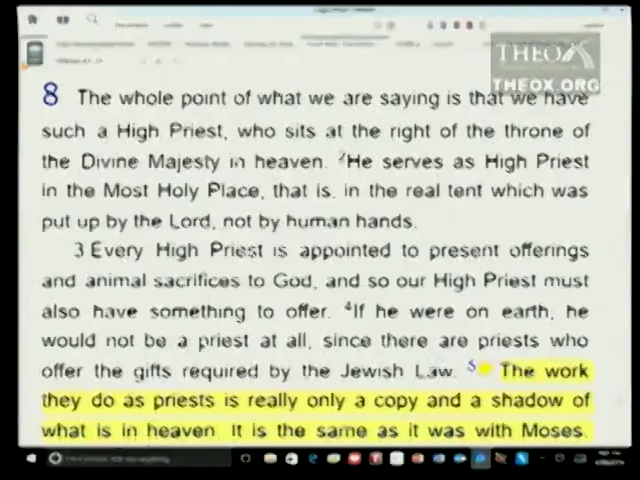 THEOX
THEOX.ORG
8 The whole point of what we are saying is that we have
such a High Priest, who sits at the right of the throne of
the Divine Majesty in heaven. ²He serves as High Priest
in the Most Holy Place, that is, in the real tent which was
put up by the Lord, not by human hands.
3 Every High Priest is appointed to present offerings
and animal sacrifices to God, and so our High Priest must
also have something to offer. ⁴If he were on earth, he
would not be a priest at all, since there are priests who
offer the gifts required by the Jewish Law. ⁵ The work
they do as priests is really only a copy and a shadow of
what is in heaven. It is the same as it was with Moses.